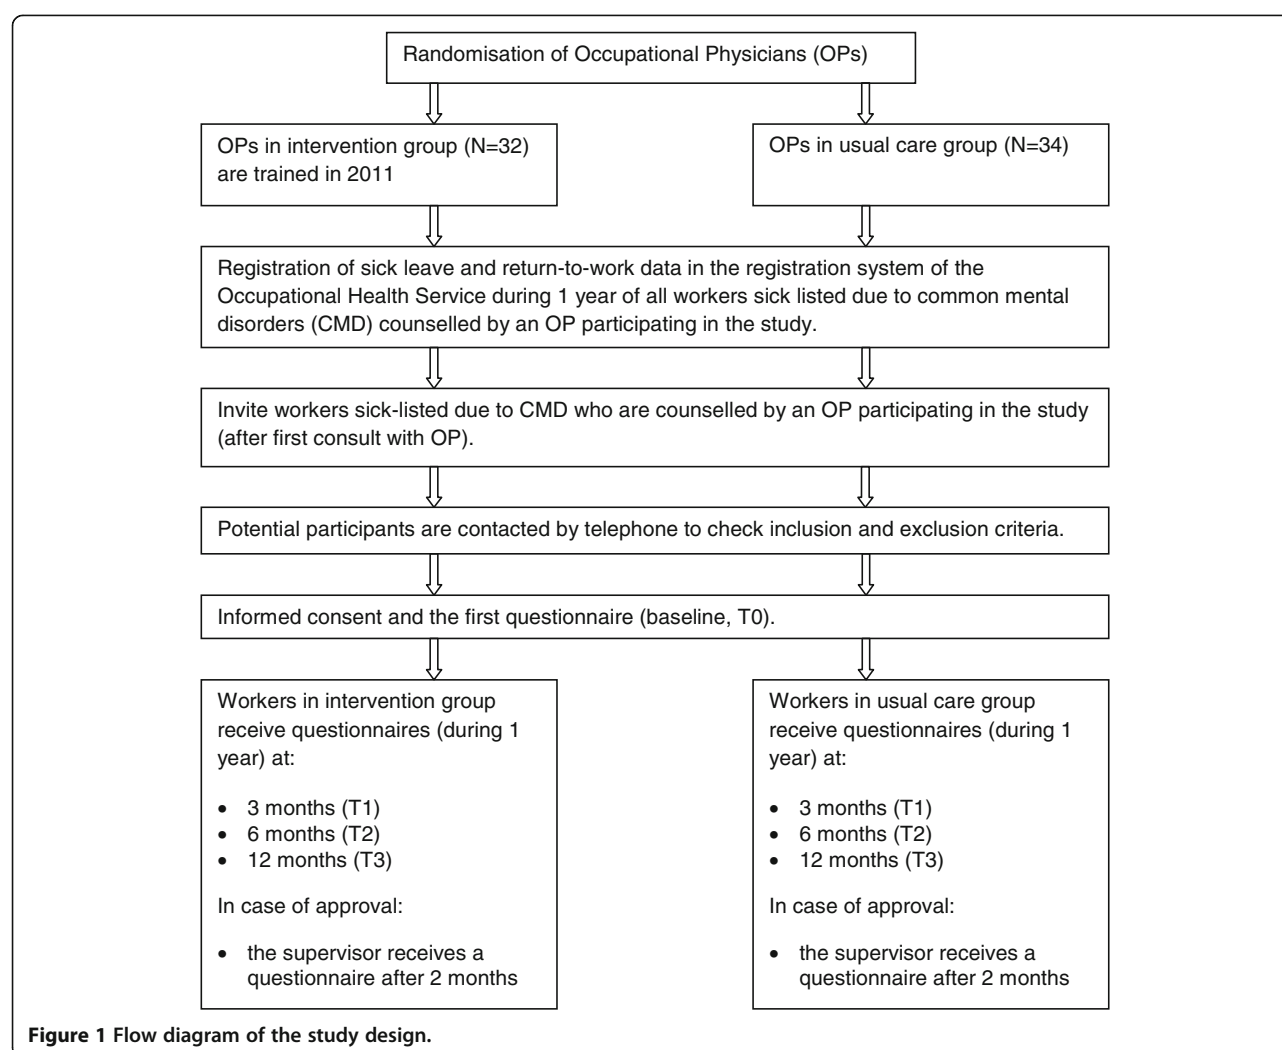 Randomisation of Occupational Physicians (OPs)
OPs in intervention group (N=32)
are trained in 2011
OPs in usual care group (N=34)
Registration of sick leave and return-to-work data in the registration system of the
Occupational Health Service during 1 year of all workers sick listed due to common mental
disorders (CMD) counselled by an OP participating in the study.
Invite workers sick-listed due to CMD who are counselled by an OP participating in the study
(after first consult with OP).
Potential participants are contacted by telephone to check inclusion and exclusion criteria.
Informed consent and the first questionnaire (baseline, T0).
Workers in intervention group
receive questionnaires (during 1
year) at:
• 3 months (T1)
• 6 months (T2)
• 12 months (T3)
In case of approval:
• the supervisor receives a
questionnaire after 2 months
Workers in usual care group
receive questionnaires (during 1
year) at:
• 3 months (T1)
• 6 months (T2)
• 12 months (T3)
In case of approval:
• the supervisor receives a
questionnaire after 2 months
Figure 1 Flow diagram of the study design.